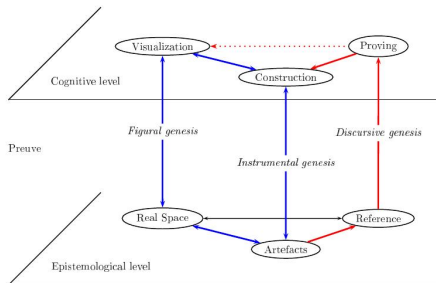 Visualization
Proving
Construction
Cognitive level
Figural genesis
Discursive genesis
Preuve
Instrumental genesis
Real Space
Reference
Artefacts
Epistemological level